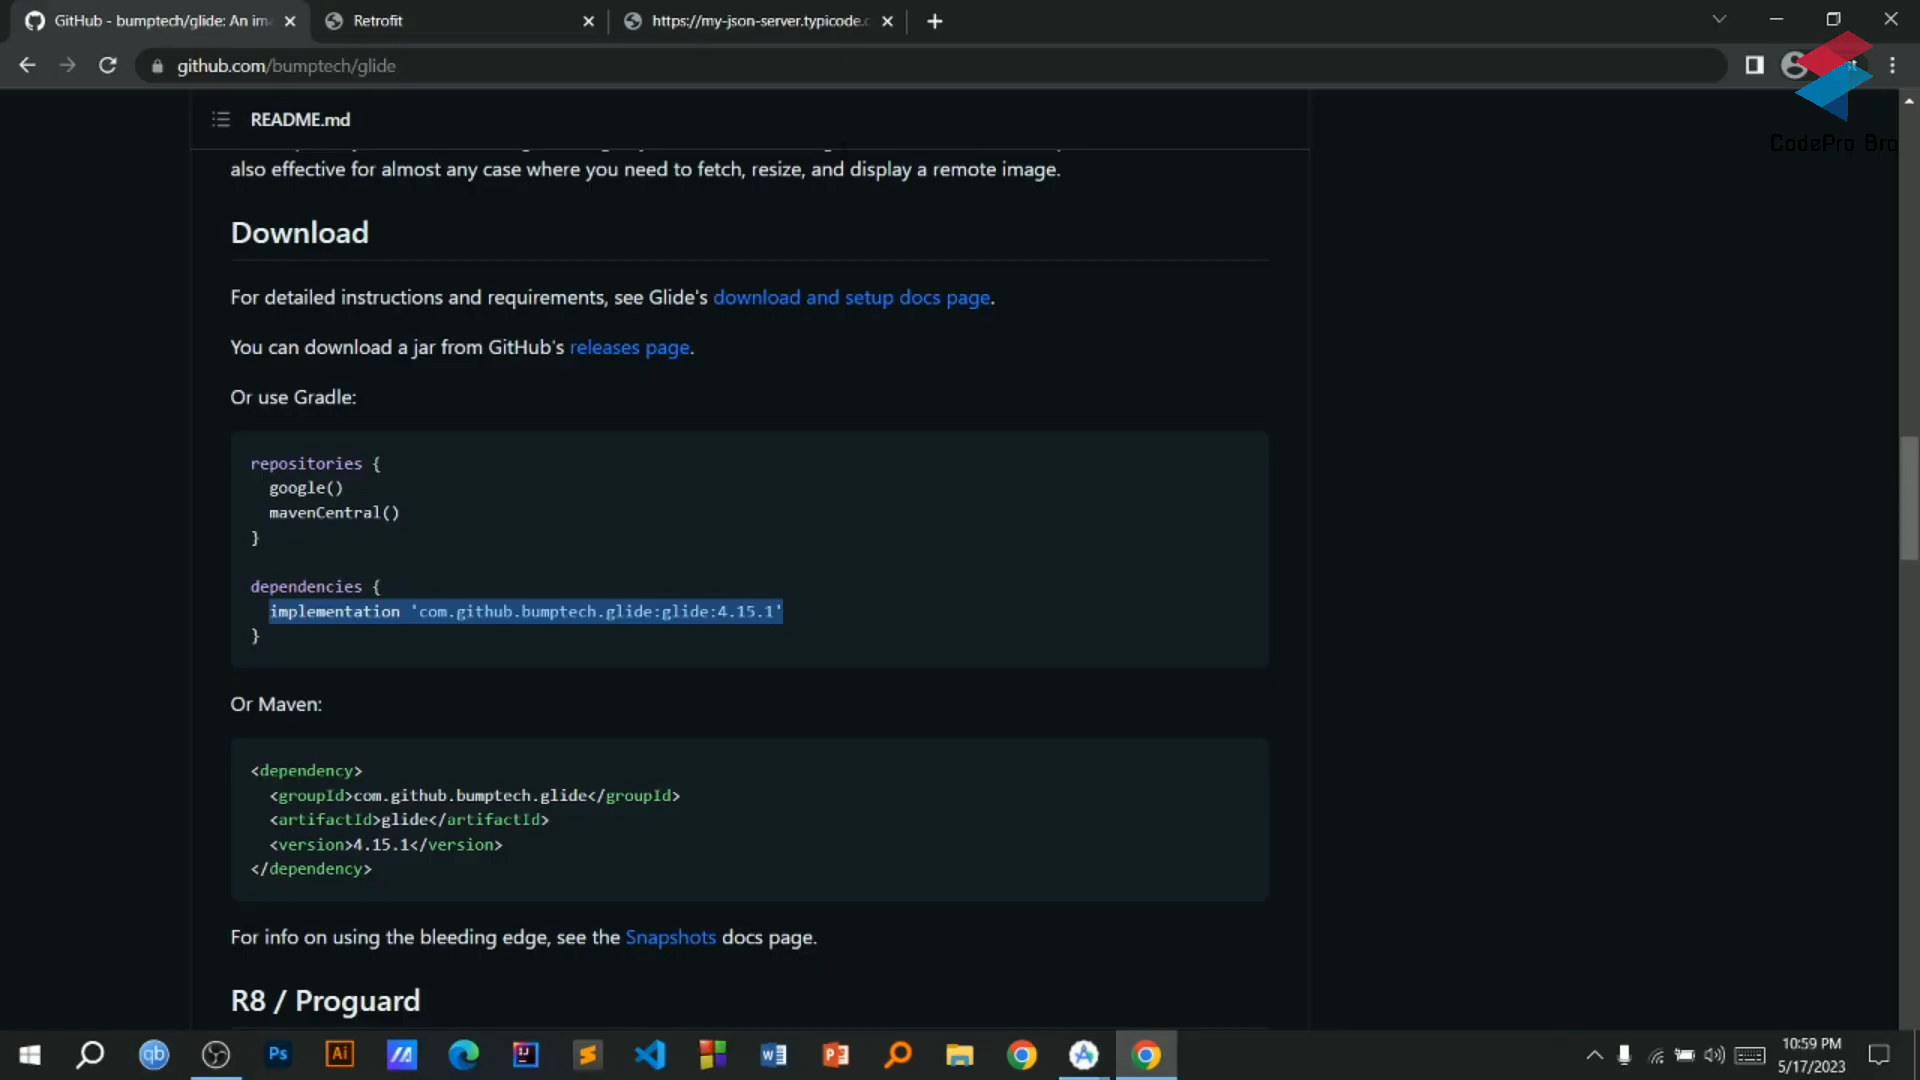 GitHub - bumptech/glide: An im
Retrofit
https://my-json-server.typicode.c
github.com/bumptech/glide
CodePro Bro
README.md
also effective for almost any case where you need to fetch, resize, and display a remote image.
Download
For detailed instructions and requirements, see Glide's download and setup docs page.
You can download a jar from GitHub's releases page.
Or use Gradle:
repositories {
google()
mavenCentral()
}
dependencies {
implementation 'com.github.bumptech.glide:glide:4.15.1'
}
Or Maven:
<dependency>
<groupId>com.github.bumptech.glide</groupId>
<artifactId>glide</artifactId>
<version>4.15.1</version>
</dependency>
For info on using the bleeding edge, see the Snapshots docs page.
R8 / Proguard
qb
Ps
Ai
10:59 PM
5/17/2023